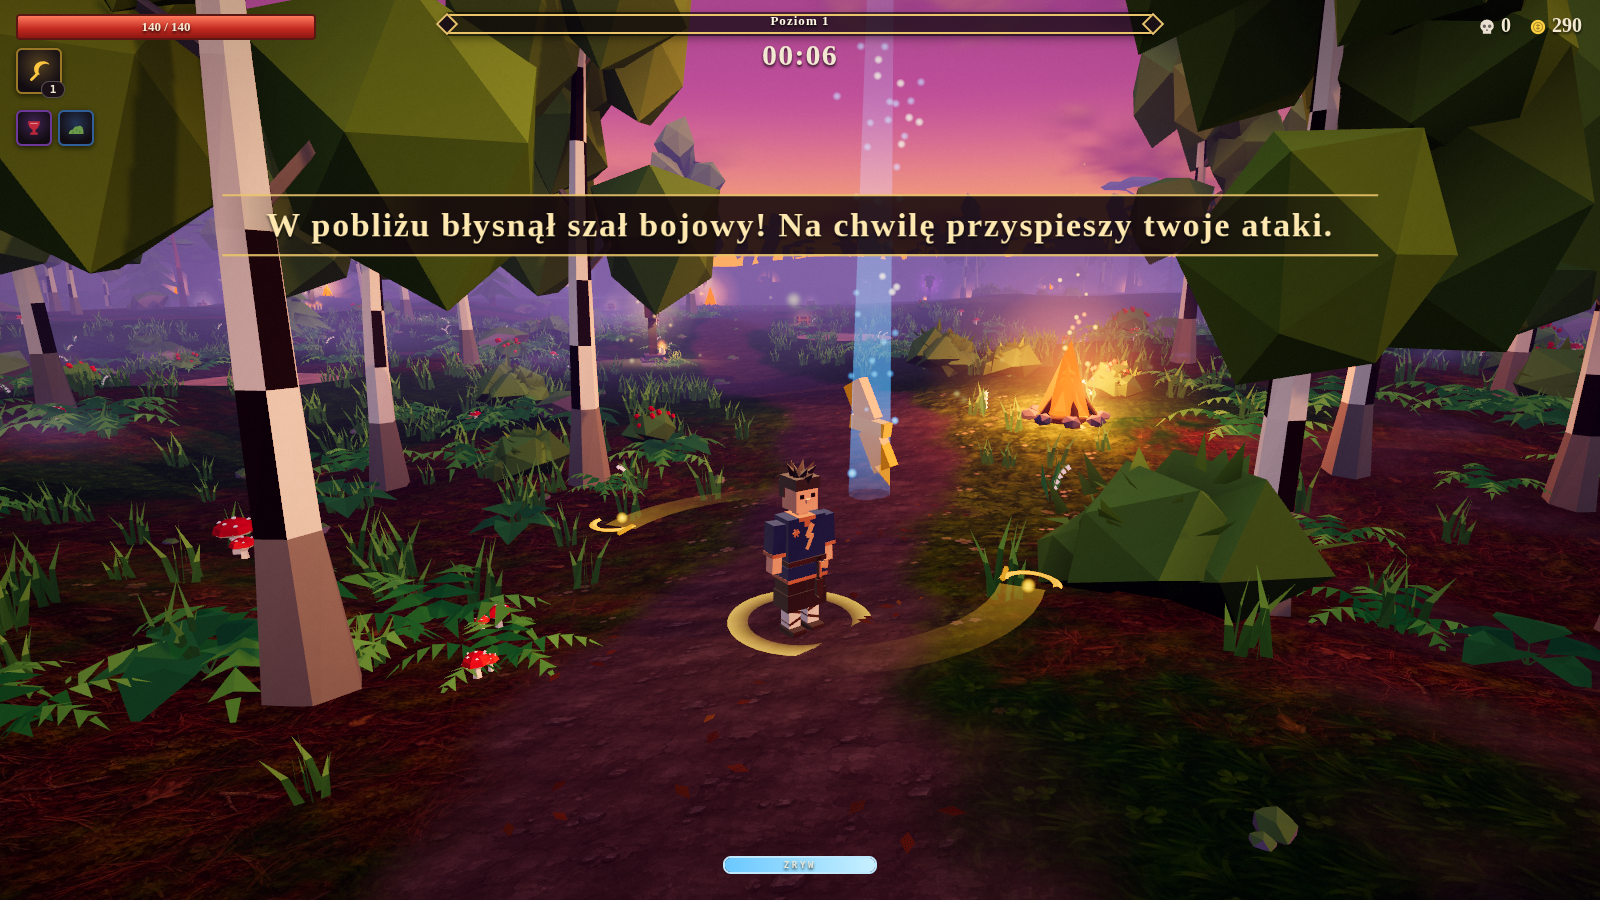 140 / 140
Poziom 1
0
290
00:06
1
W pobliżu błysnął szał bojowy! Na chwilę przyspieszy twoje ataki.
ZRYW